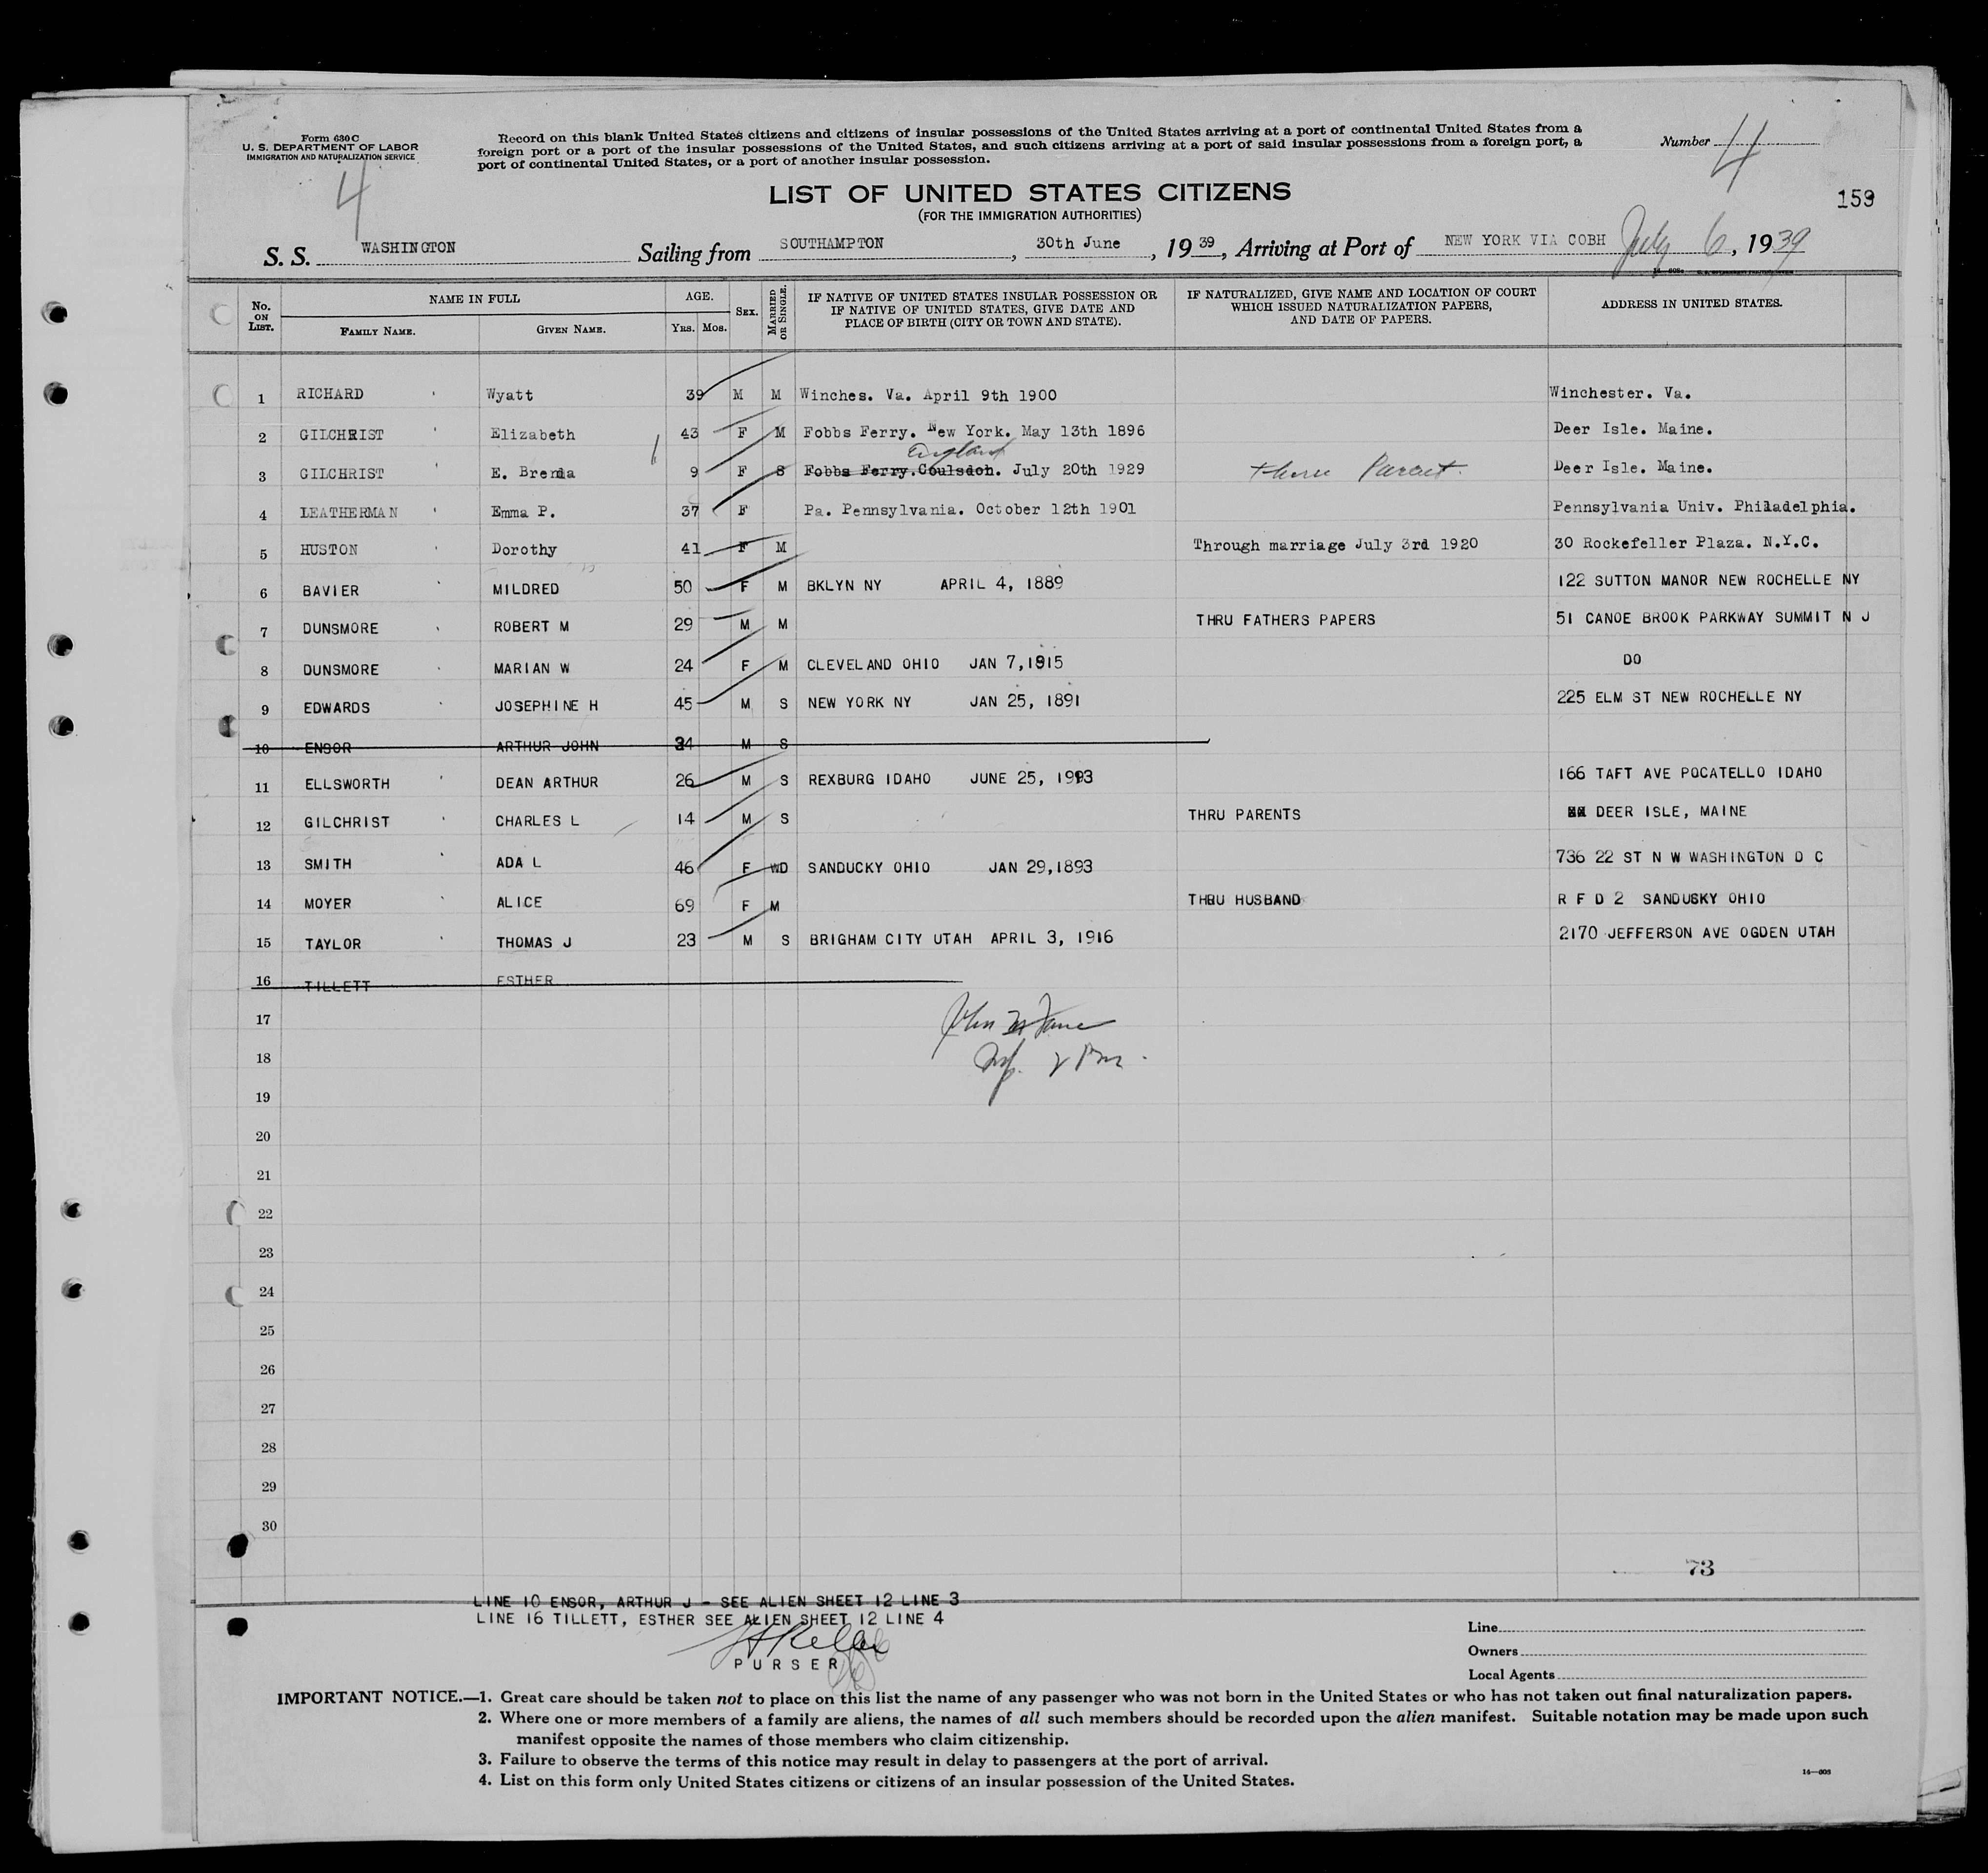 Form 630 C
U. S. DEPARTMENT OF LABOR
IMMIGRATION AND NATURALIZATION SERVICE
4
Record on this blank United States citizens and citizens of insular possessions of the United States arriving at a port of continental United States from a
foreign port or a port of the insular possessions of the United States, and such citizens arriving at a port of said insular possessions from a foreign port, a
port of continental United States, or a port of another insular possession.
Number 4
LIST OF UNITED STATES CITIZENS
(FOR THE IMMIGRATION AUTHORITIES)
159
S. S. WASHINGTON Sailing from SOUTHAMPTON, 30th June, 19 39, Arriving at Port of NEW YORK VIA COBH July 6, 1939
No. ON LIST. NAME IN FULL FAMILY NAME. GIVEN NAME. AGE. YRS. MOS. SEX. MARRIED OR SINGLE. IF NATIVE OF UNITED STATES INSULAR POSSESSION OR IF NATIVE OF UNITED STATES, GIVE DATE AND PLACE OF BIRTH (CITY OR TOWN AND STATE). IF NATURALIZED, GIVE NAME AND LOCATION OF COURT WHICH ISSUED NATURALIZATION PAPERS, AND DATE OF PAPERS. ADDRESS IN UNITED STATES.
1 RICHARD Wyatt 39 M M Winches. Va. April 9th 1900 Winchester. Va.
2 GILCHRIST Elizabeth 43 F M Fobbs Ferry. New York. May 13th 1896 Deer Isle. Maine.
England
3 GILCHRIST E. Brenda 9 F S Fobbs Ferry. Coulsdon. July 20th 1929 Parent Deer Isle. Maine.
4 LEATHERMAN Emma P. 37 F Pa. Pennsylvania. October 12th 1901 Pennsylvania Univ. Philadelphia.
5 HUSTON Dorothy 41 F M Through marriage July 3rd 1920 30 Rockefeller Plaza. N.Y.C.
6 BAVIER MILDRED 50 F M BKLYN NY APRIL 4, 1889 122 SUTTON MANOR NEW ROCHELLE NY
7 DUNSMORE ROBERT M 29 M M THRU FATHERS PAPERS 51 CANOE BROOK PARKWAY SUMMIT N J
8 DUNSMORE MARIAN W 24 F M CLEVELAND OHIO JAN 7,1915 DO
9 EDWARDS JOSEPHINE H 45 M S NEW YORK NY JAN 25, 1891 225 ELM ST NEW ROCHELLE NY
10 ENSOR ARTHUR JOHN 24 M S
11 ELLSWORTH DEAN ARTHUR 26 M S REXBURG IDAHO JUNE 25, 1913 166 TAFT AVE POCATELLO IDAHO
12 GILCHRIST CHARLES L 14 M S THRU PARENTS DEER ISLE, MAINE
13 SMITH ADA L 46 F WD SANDUCKY OHIO JAN 29,1893 736 22 ST N W WASHINGTON D C
14 MOYER ALICE 69 F M THRU HUSBAND R F D 2 SANDUSKY OHIO
15 TAYLOR THOMAS J 23 M S BRIGHAM CITY UTAH APRIL 3, 1916 2170 JEFFERSON AVE OGDEN UTAH
16 TILLETT ESTHER
17
18
19
20
21
22
23
24
25
26
27
28
29
30
73
LINE 10 ENSOR, ARTHUR J - SEE ALIEN SHEET 12 LINE 3
LINE 16 TILLETT, ESTHER SEE ALIEN SHEET 12 LINE 4
PURSER
Line
Owners
Local Agents
IMPORTANT NOTICE.—1. Great care should be taken not to place on this list the name of any passenger who was not born in the United States or who has not taken out final naturalization papers.
2. Where one or more members of a family are aliens, the names of all such members should be recorded upon the alien manifest. Suitable notation may be made upon such
manifest opposite the names of those members who claim citizenship.
3. Failure to observe the terms of this notice may result in delay to passengers at the port of arrival.
4. List on this form only United States citizens or citizens of an insular possession of the United States.
14—608